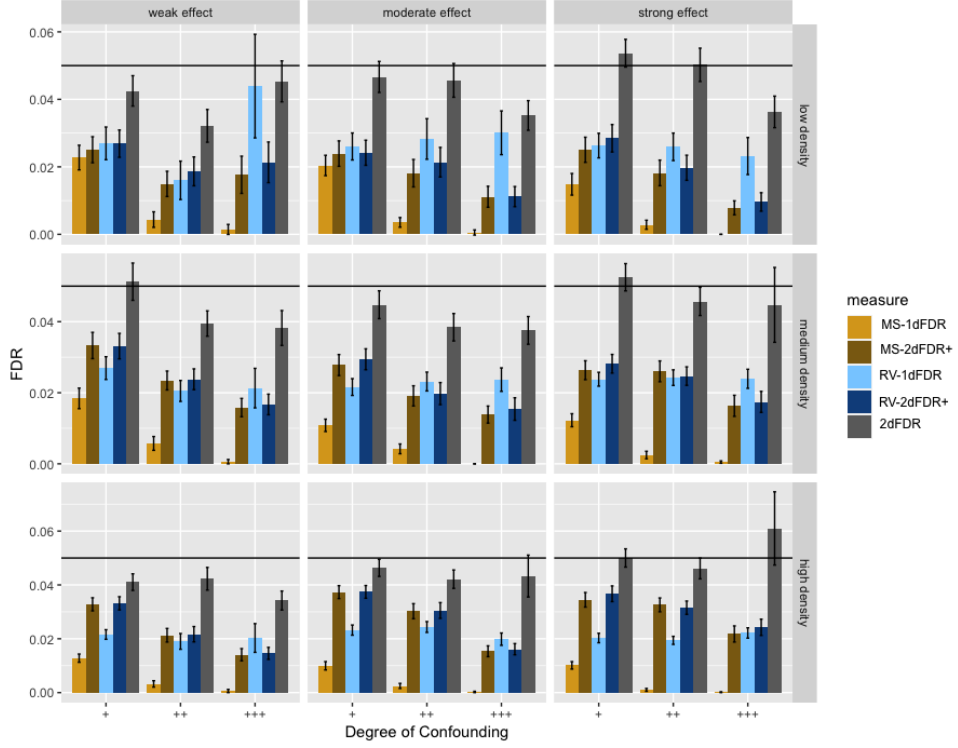 weak effect
moderate effect
strong effect
0.06
0.04
0.02
0.00
low density
FDR
0.04
0.02
0.00
medium density
0.06
0.04
0.02
0.00
high density
+
++
+++
+
++
+++
+
++
+++
Degree of Confounding
measure
MS-1dFDR
MS-2dFDR+
RV-1dFDR
RV-2dFDR+
2dFDR